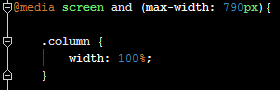 @media screen and (max-width: 790px){
.column {
width: 100%;
}